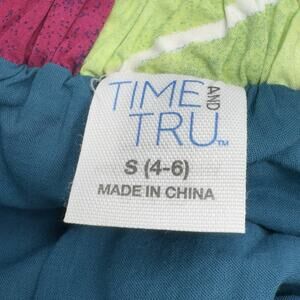 TIME AND
TRU™
S (4-6)
MADE IN CHINA